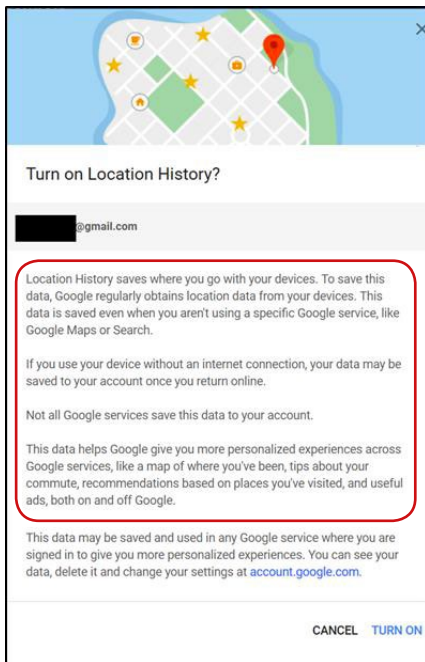 Turn on Location History?
@gmail.com
Location History saves where you go with your devices. To save this
data, Google regularly obtains location data from your devices. This
data is saved even when you aren't using a specific Google service, like
Google Maps or Search.
If you use your device without an internet connection, your data may be
saved to your account once you return online.
Not all Google services save this data to your account.
This data helps Google give you more personalized experiences across
Google services, like a map of where you've been, tips about your
commute, recommendations based on places you've visited, and useful
ads, both on and off Google.
This data may be saved and used in any Google service where you are
signed in to give you more personalized experiences. You can see your
data, delete it and change your settings at account.google.com.
CANCEL TURN ON